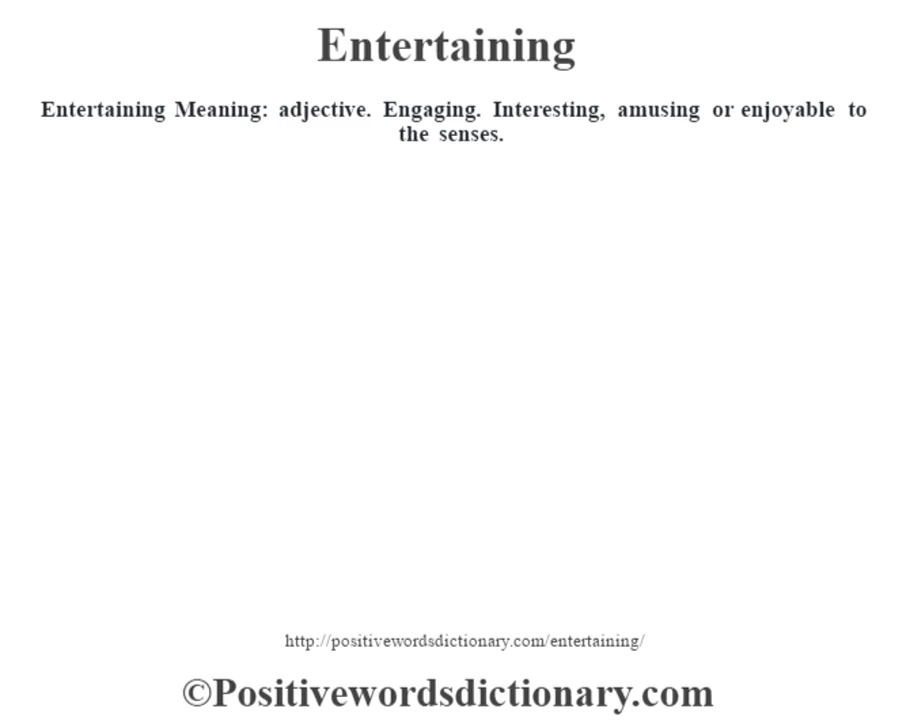 Entertaining
Entertaining Meaning: adjective. Engaging. Interesting, amusing or enjoyable to
the senses.
http://positivewordsdictionary.com/entertaining/
©Positivewordsdictionary.com